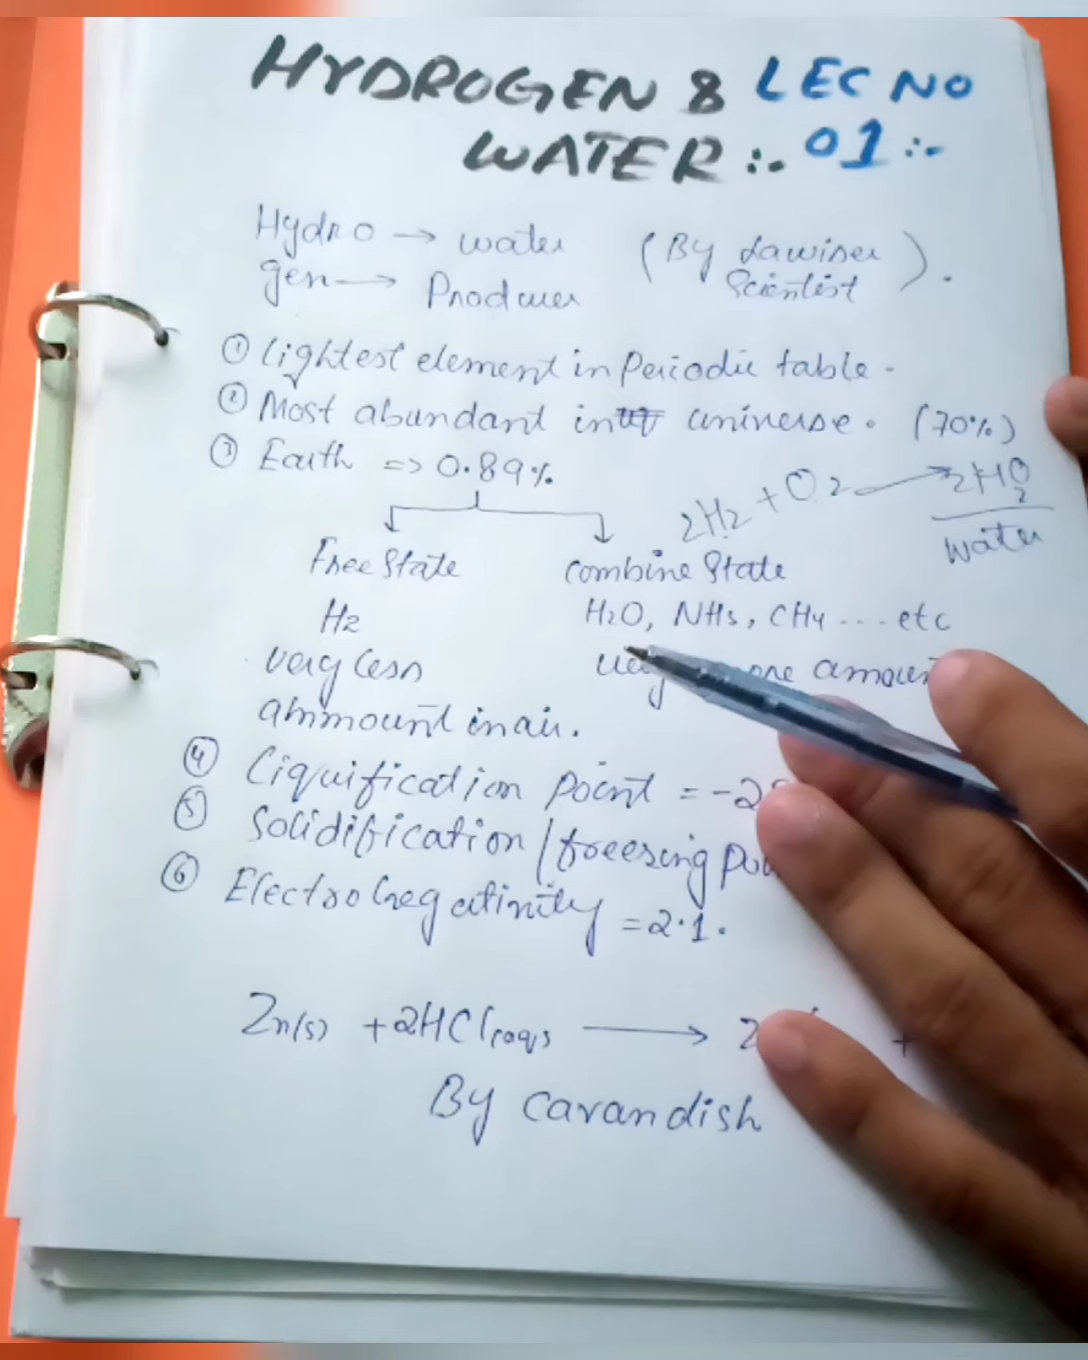 HYDROGEN & LEC NO
WATER :- 01 :-
Hydro → water (By Lawiser
gen → Producer Scientist).
① Lightest element in Periodic table.
② Most abundant in universe. (70%)
③ Earth => 0.89%
2H2 + O2 → 2H2O
water
Free State Combine State
H2 H2O, NH3, CH4 ... etc
very less
ammount in air.
④ Liquification point = -2
⑤ Solidification / freezing
⑥ Electronegativity = 2.1.
Zn(s) + 2HCl(aq) → +
By Cavandish